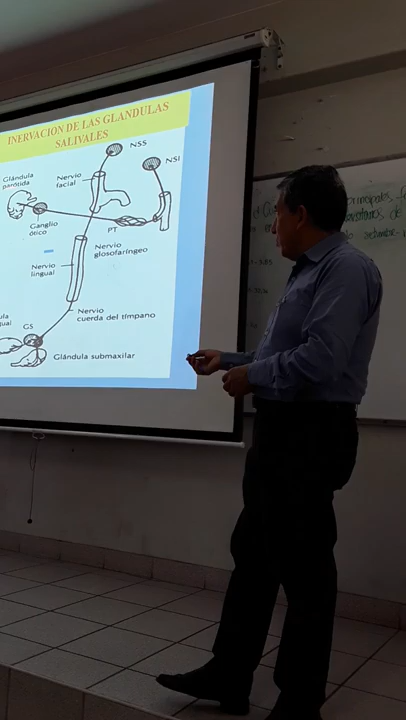 INERVACION DE LAS GLANDULAS
SALIVALES
NSS
NSI
Glándula
parótida
Nervio
facial
Ganglio
ótico
PT
Nervio
glosofaríngeo
Nervio
lingual
Nervio
cuerda del tímpano
GS
Glándula submaxilar
principales